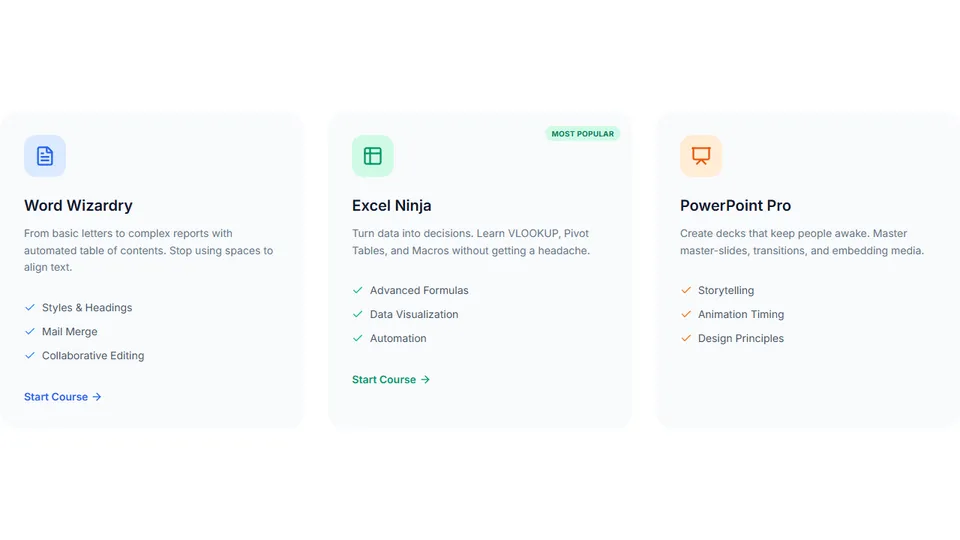 Word Wizardry
From basic letters to complex reports with
automated table of contents. Stop using spaces to
align text.
Styles & Headings
Mail Merge
Collaborative Editing
Start Course →
MOST POPULAR
Excel Ninja
Turn data into decisions. Learn VLOOKUP, Pivot
Tables, and Macros without getting a headache.
Advanced Formulas
Data Visualization
Automation
Start Course →
PowerPoint Pro
Create decks that keep people awake. Master
master-slides, transitions, and embedding media.
Storytelling
Animation Timing
Design Principles